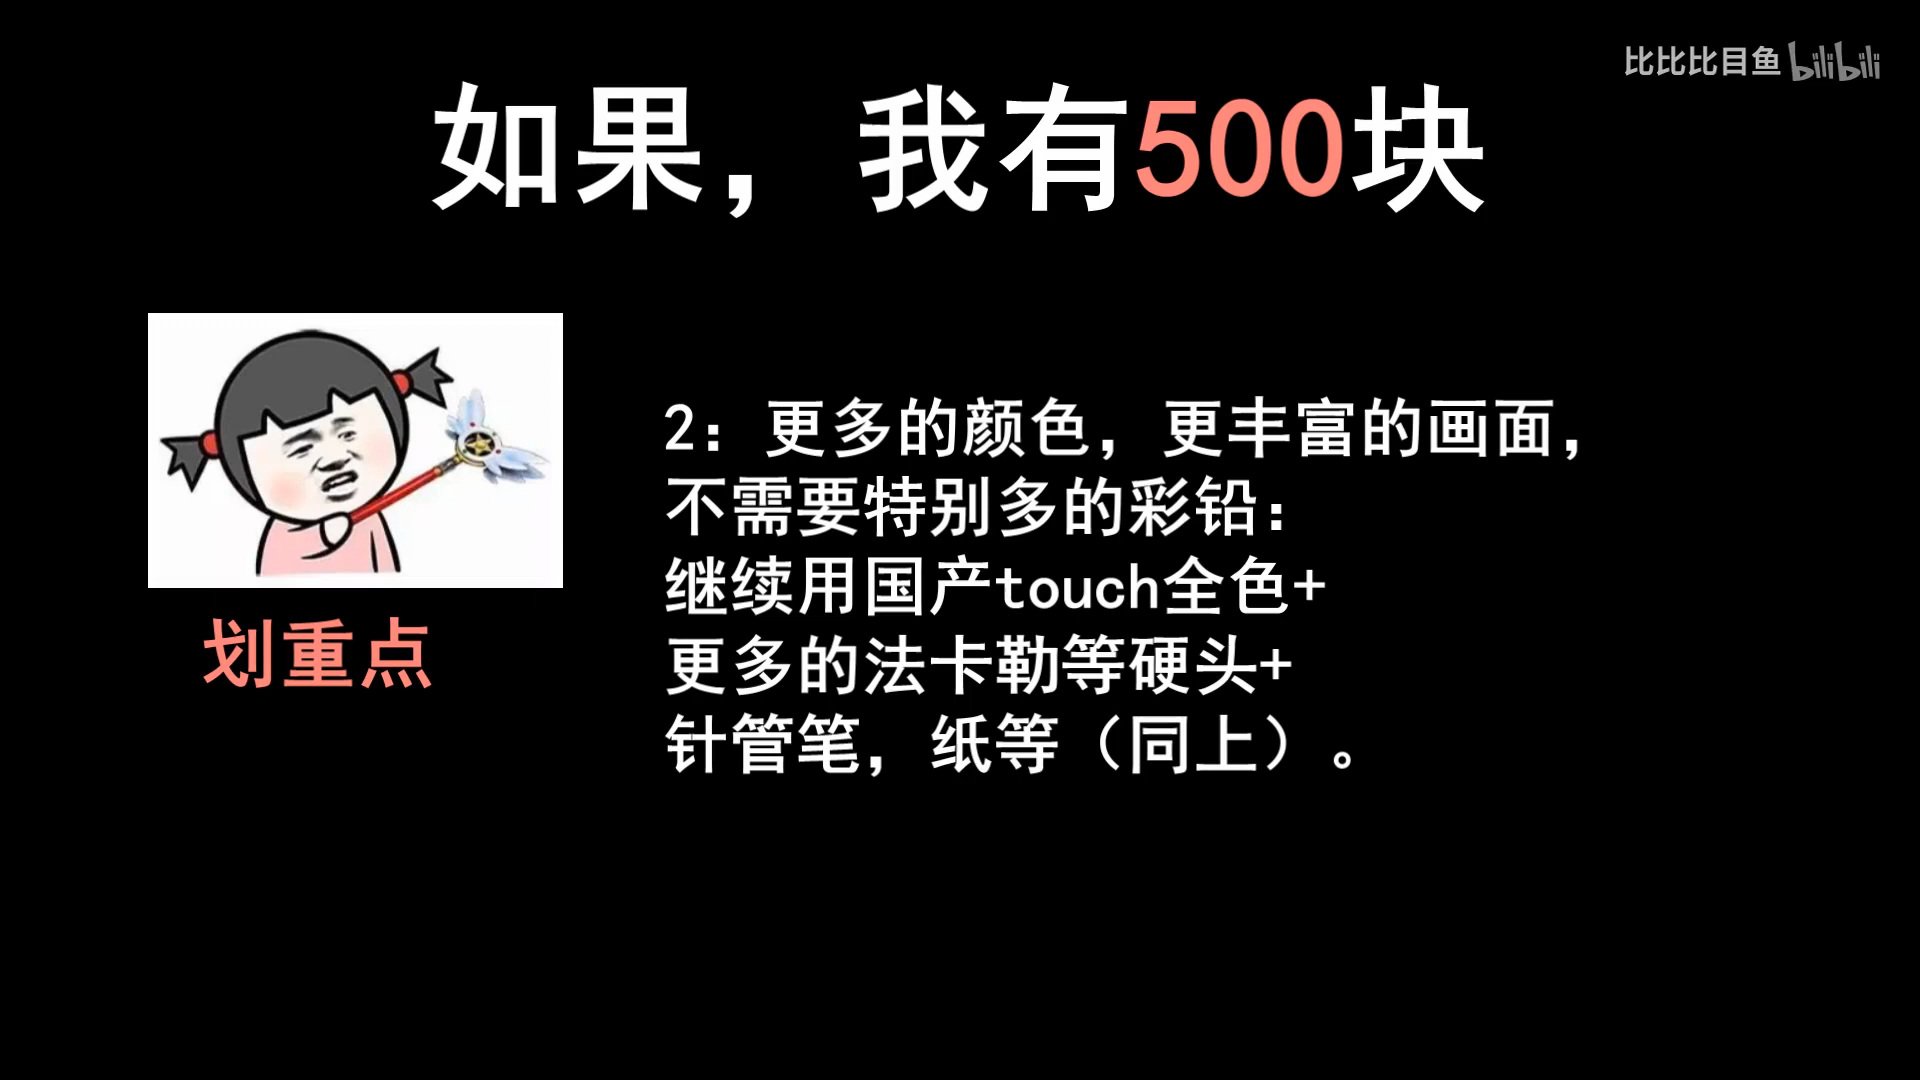 比比比目鱼 bilibili
如果，我有500块
2：更多的颜色，更丰富的画面，
不需要特别多的彩铅：
继续用国产touch全色+
更多的法卡勒等硬头+
针管笔，纸等（同上）。
划重点